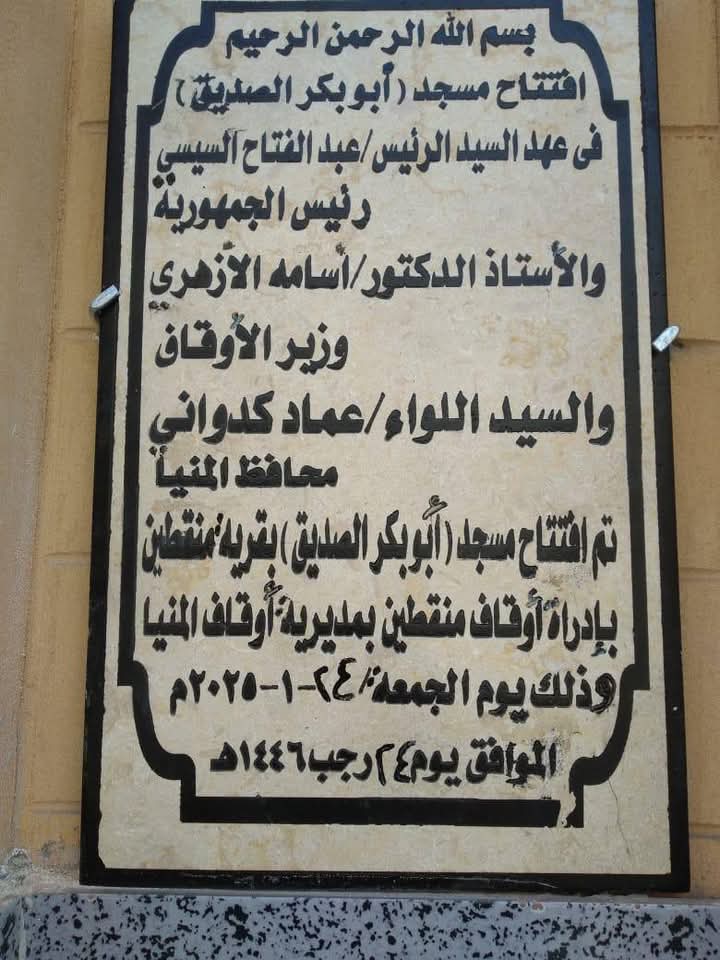 بسم الله الرحمن الرحيم
افتتاح مسجد (أبو بكر الصديق)
فى عهد السيد الرئيس/عبد الفتاح السيسي
رئيس الجمهورية
والأستاذ الدكتور/أسامه الأزهري
وزير الأوقاف
والسيد اللواء/عماد كدواني
محافظ المنيا
تم افتتاح مسجد (أبو بكر الصديق) بقرية منقطين
بإدراة أوقاف منقطين بمديرية أوقاف المنيا
وذلك يوم الجمعة/٢٤-١-٢٠٢٥م
الموافق يوم ٢٤ رجب ١٤٤٦هـ